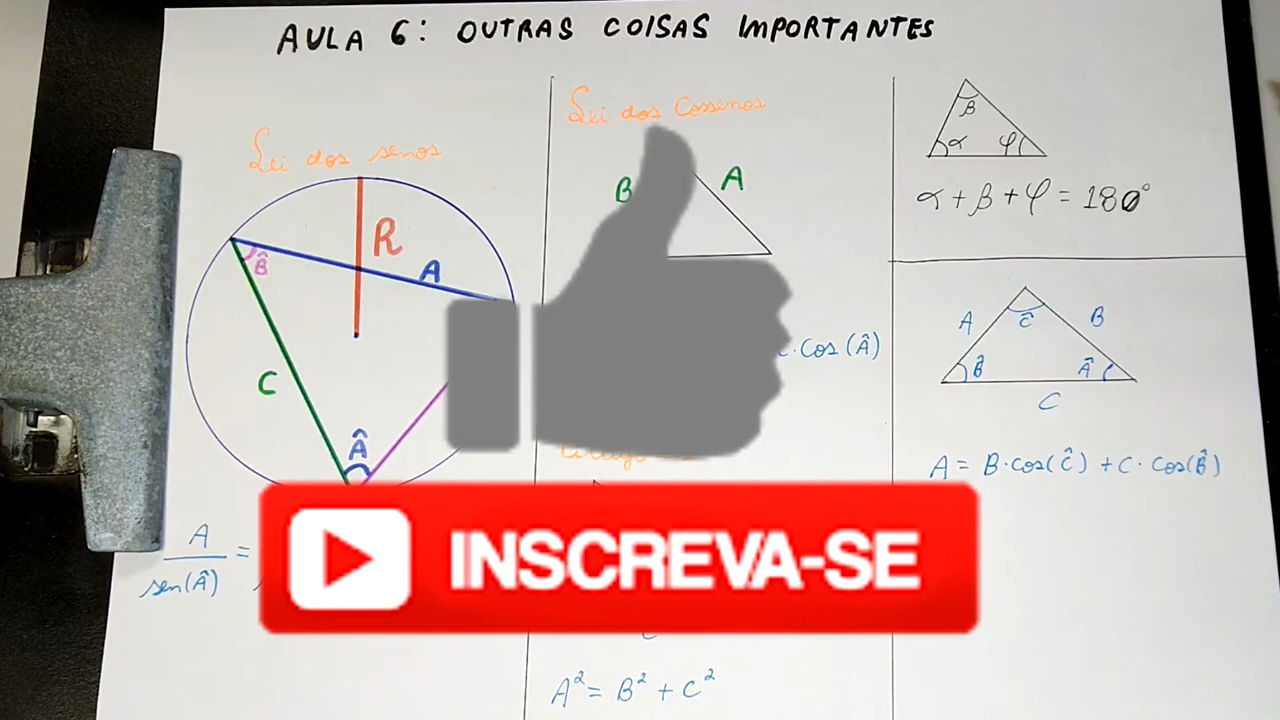 AULA 6: OUTRAS COISAS IMPORTANTES
Lei dos senos
R
B̂
A
C
Â
A
=
sen(Â)
Lei dos Cossenos
B
A
· cos (Â)
A² = B² + C²
β
α
φ
α + β + φ = 180°
A
Ĉ
B
B̂
Â
C
A = B·cos(Ĉ) + C·cos(B̂)
INSCREVA-SE